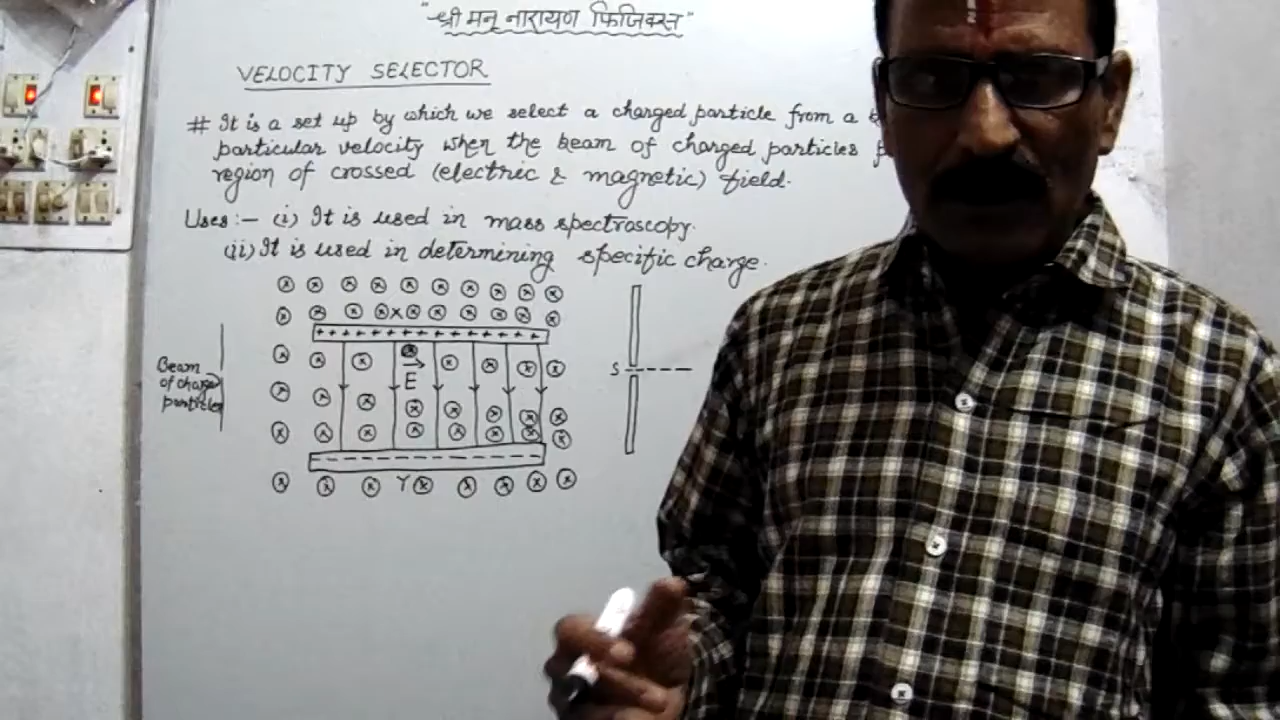 "श्री मनू नारायण फिजिक्स"
VELOCITY SELECTOR
# It is a set up by which we select a charged particle from a
particular velocity when the beam of charged particles
region of crossed (electric & magnetic) field.
Uses :- (i) It is used in mass spectroscopy.
(ii) It is used in determining specific charge.
X
+ + + + + + + + + + + + + +
Beam
of charge
particles
E
S
Y